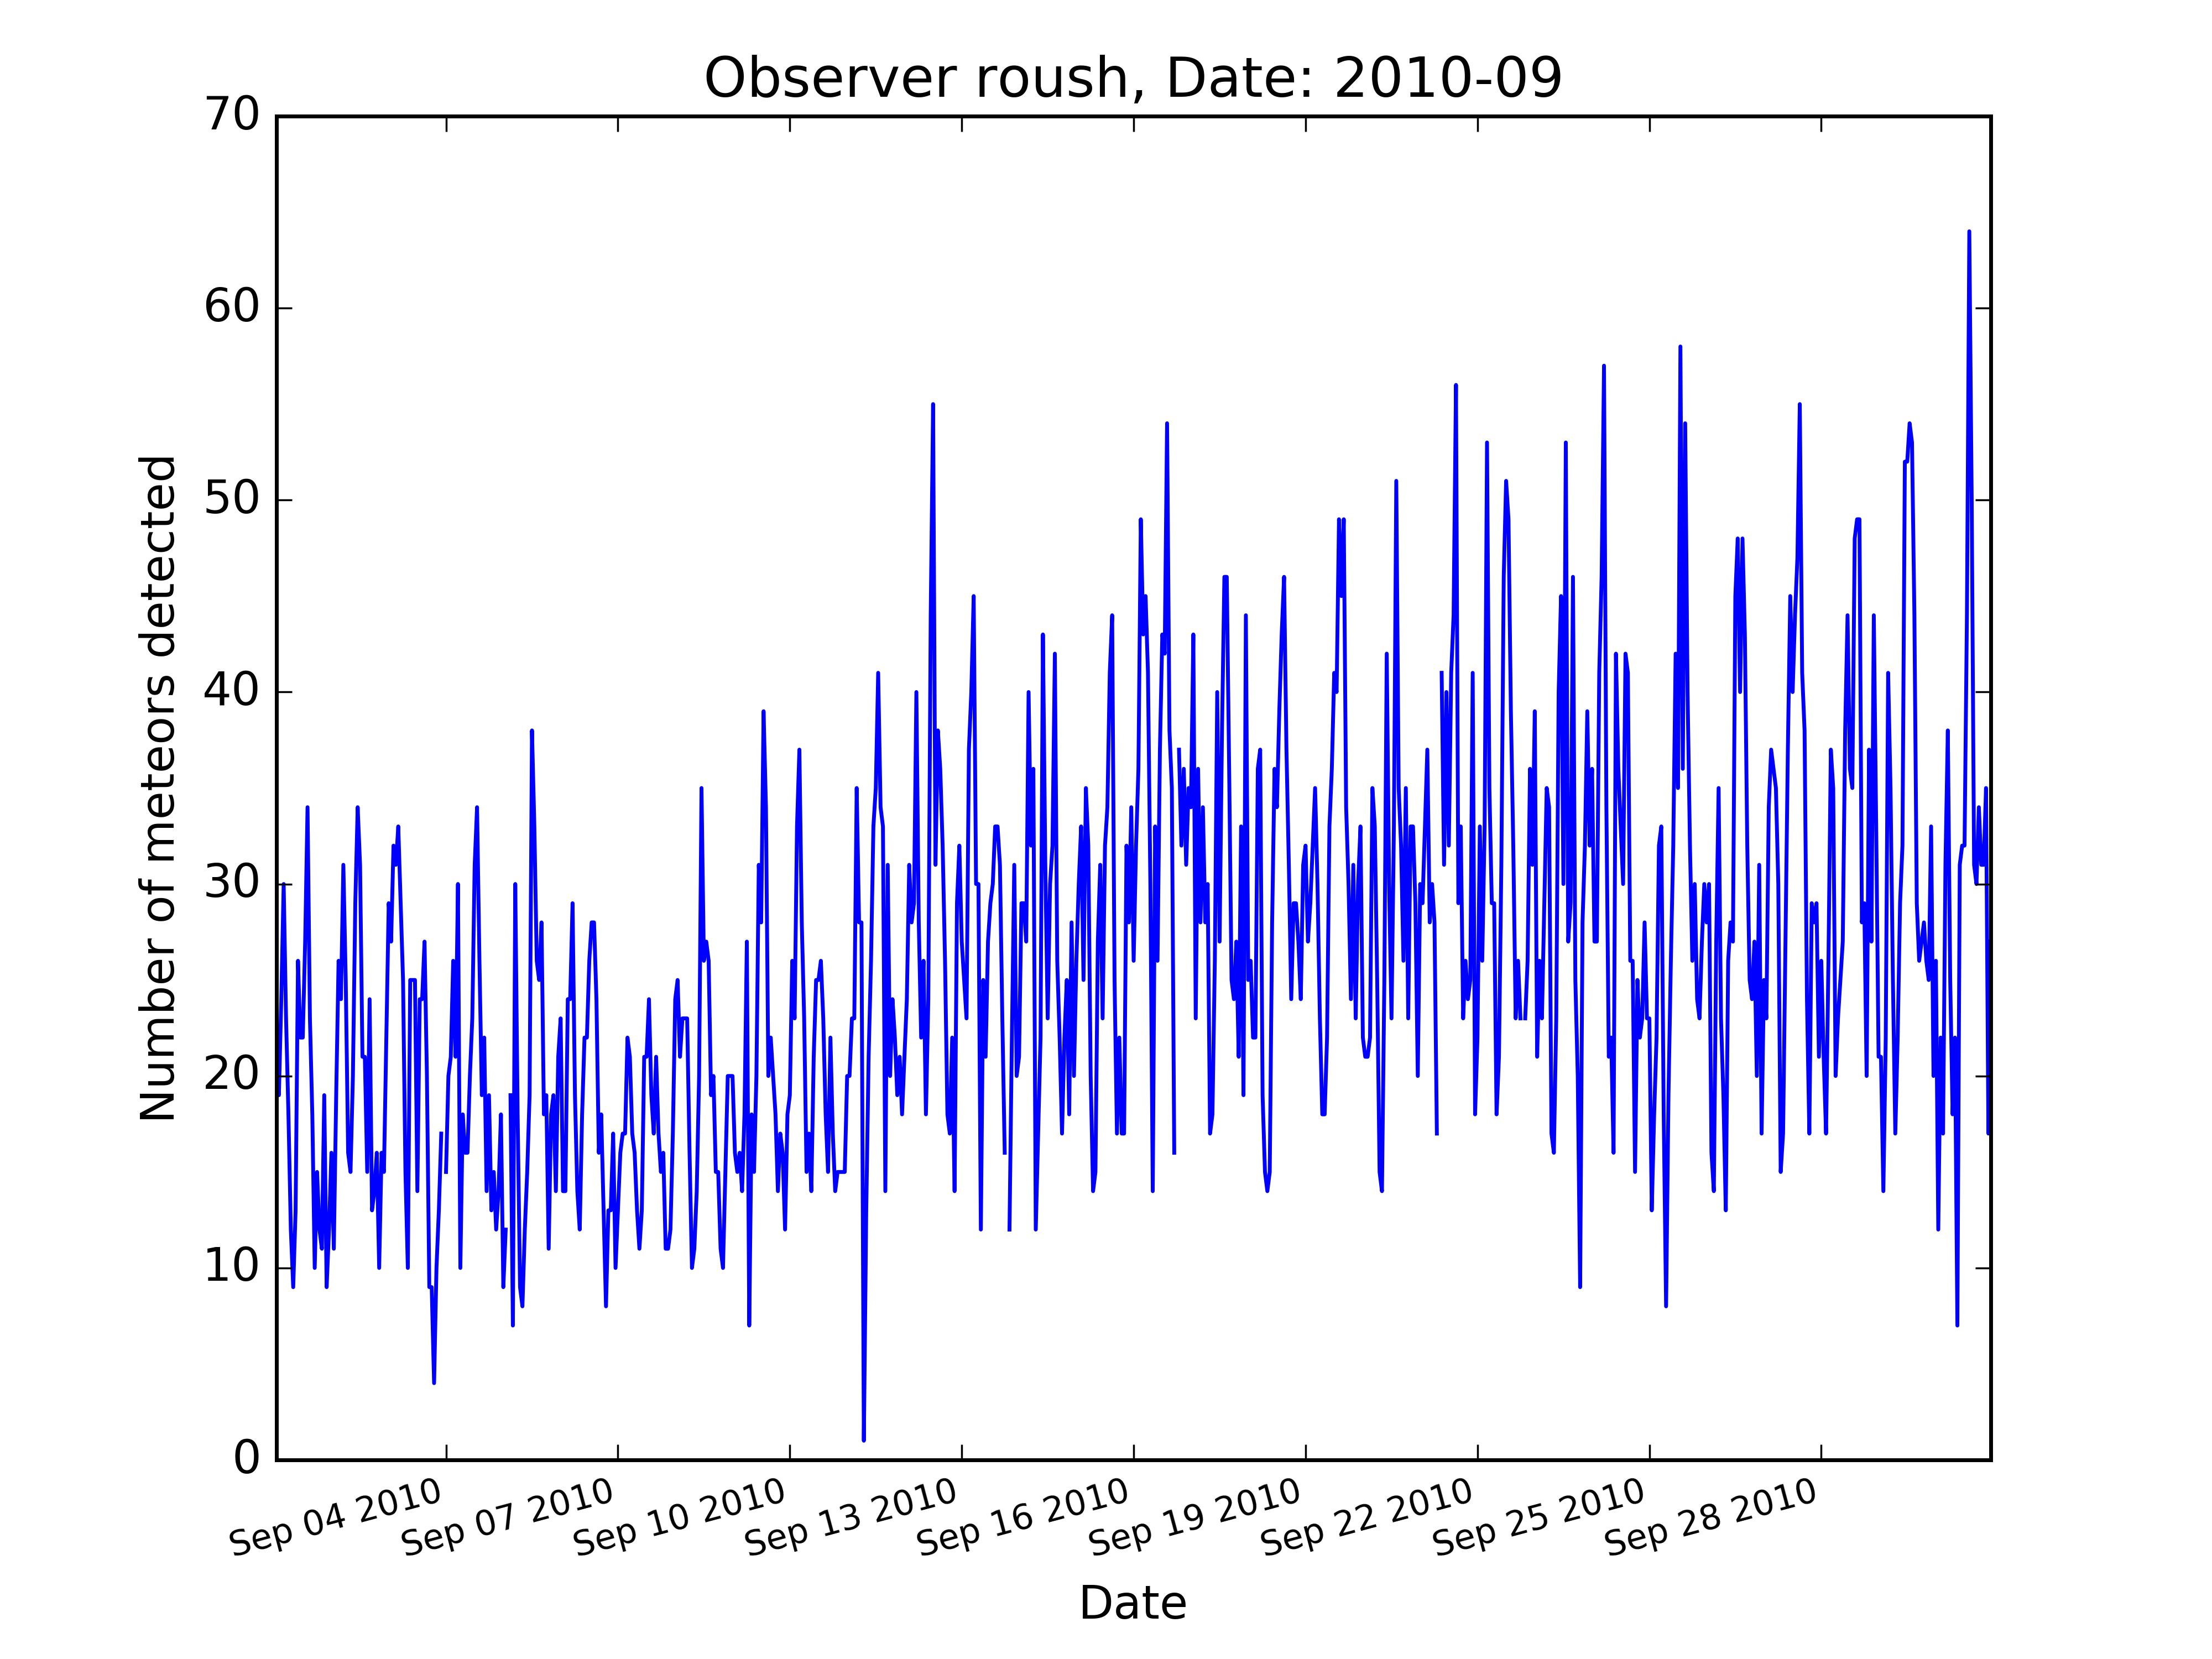 Observer roush, Date: 2010-09
70
60
50
40
30
20
10
0
Number of meteors detected
Sep 04 2010
Sep 07 2010
Sep 10 2010
Sep 13 2010
Sep 16 2010
Sep 19 2010
Sep 22 2010
Sep 25 2010
Sep 28 2010
Date